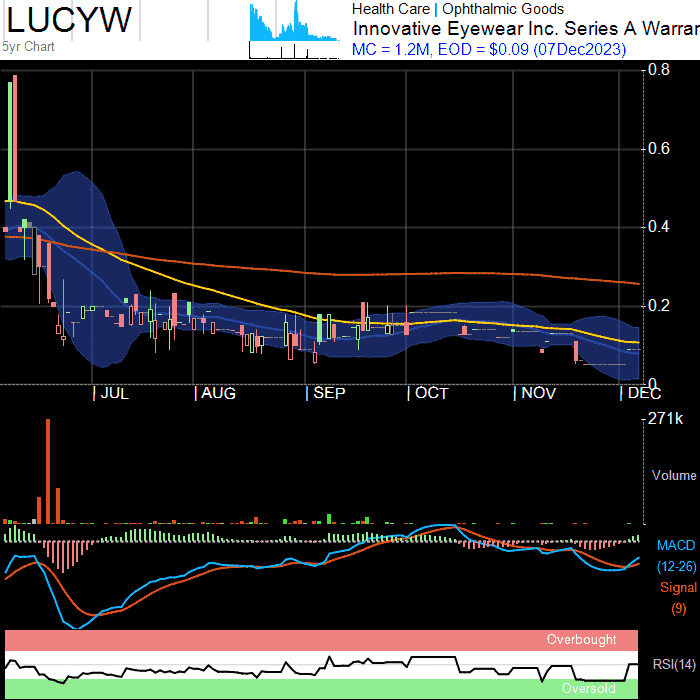 LUCYW
5yr Chart
Health Care | Ophthalmic Goods
Innovative Eyewear Inc. Series A Warran
MC = 1.2M, EOD = $0.09 (07Dec2023)
0.8
0.6
0.4
0.2
0
| JUL | AUG | SEP | OCT | NOV | DEC
271k
Volume
MACD
(12-26)
Signal
(9)
Overbought
RSI(14)
Oversold